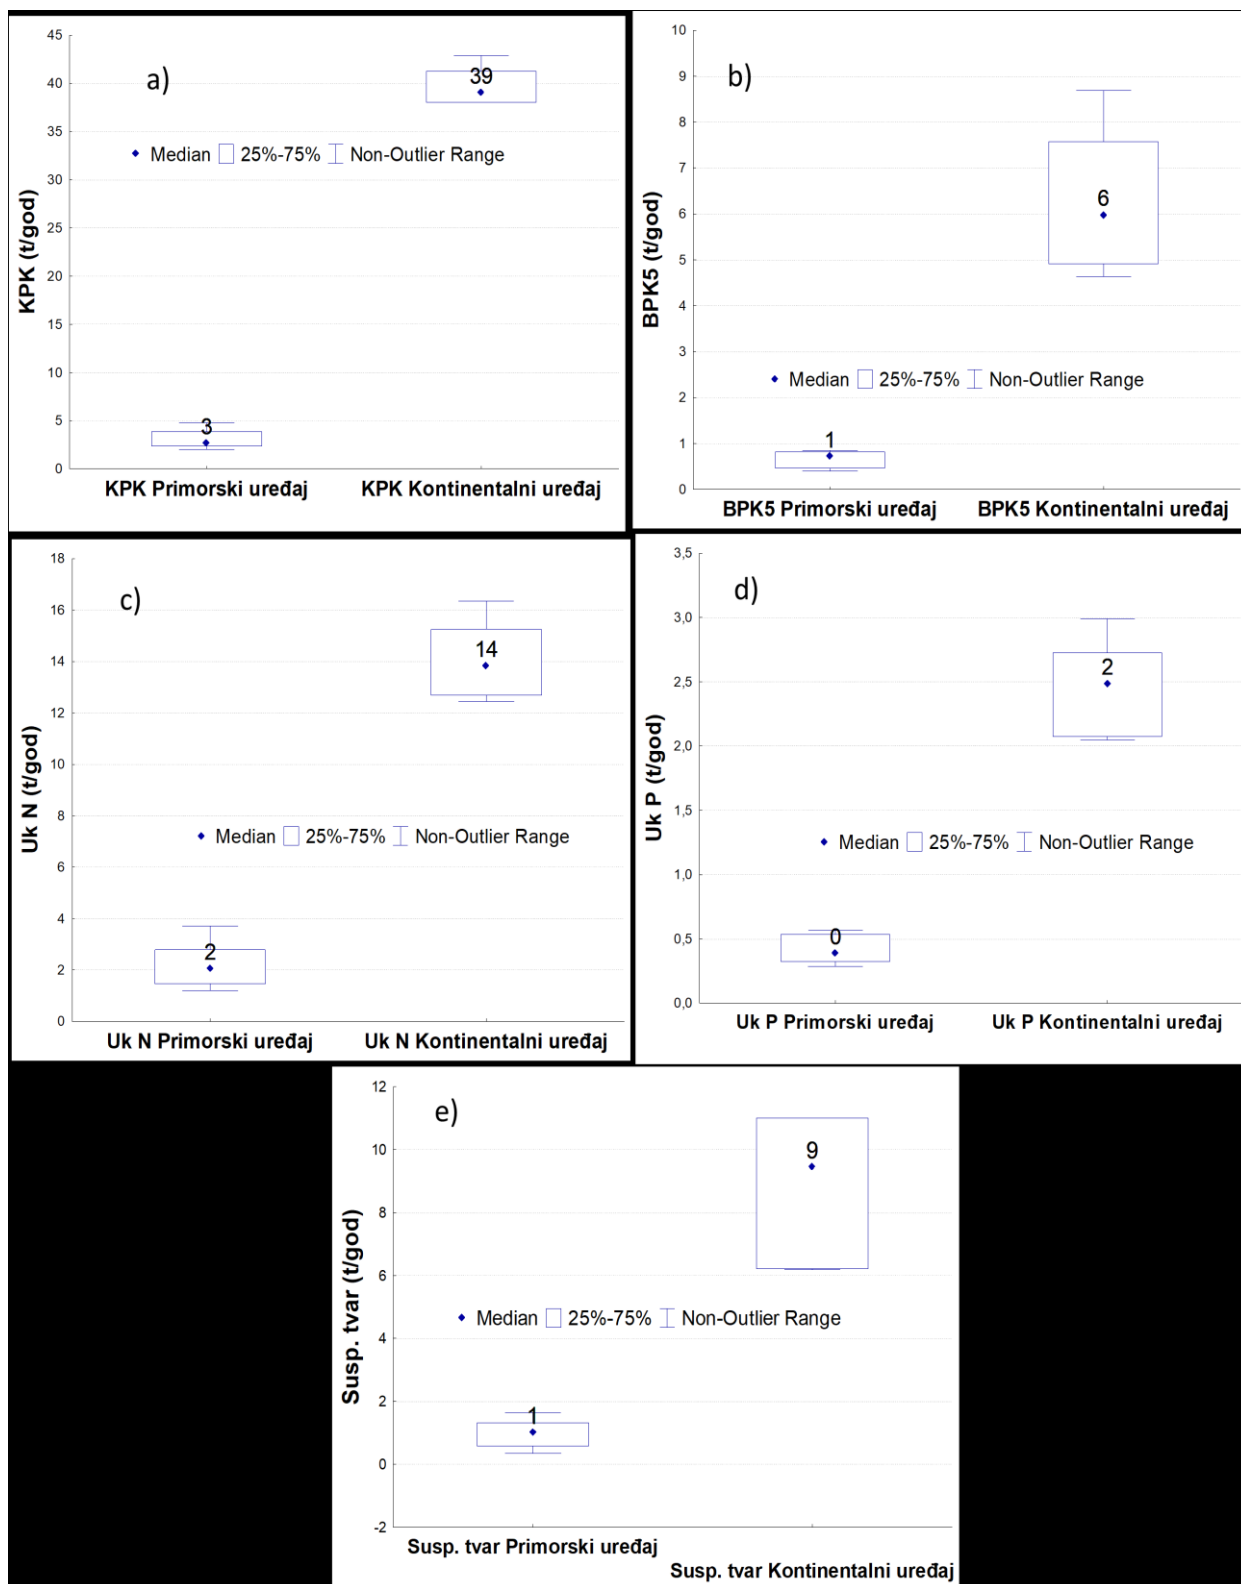 a)
KPK (t/god)
45
40
35
30
25
20
15
10
5
0
39
Median 25%-75% Non-Outlier Range
3
KPK Primorski uređaj KPK Kontinentalni uređaj
b)
BPK5 (t/god)
10
9
8
7
6
5
4
3
2
1
0
6
Median 25%-75% Non-Outlier Range
1
BPK5 Primorski uređaj BPK5 Kontinentalni uređaj
c)
Uk N (t/god)
18
16
14
12
10
8
6
4
2
0
14
Median 25%-75% Non-Outlier Range
2
Uk N Primorski uređaj Uk N Kontinentalni uređaj
d)
Uk P (t/god)
3,5
3,0
2,5
2,0
1,5
1,0
0,5
0,0
2
Median 25%-75% Non-Outlier Range
0
Uk P Primorski uređaj Uk P Kontinentalni uređaj
e)
Susp. tvar (t/god)
12
10
8
6
4
2
0
-2
9
Median 25%-75% Non-Outlier Range
1
Susp. tvar Primorski uređaj
Susp. tvar Kontinentalni uređaj